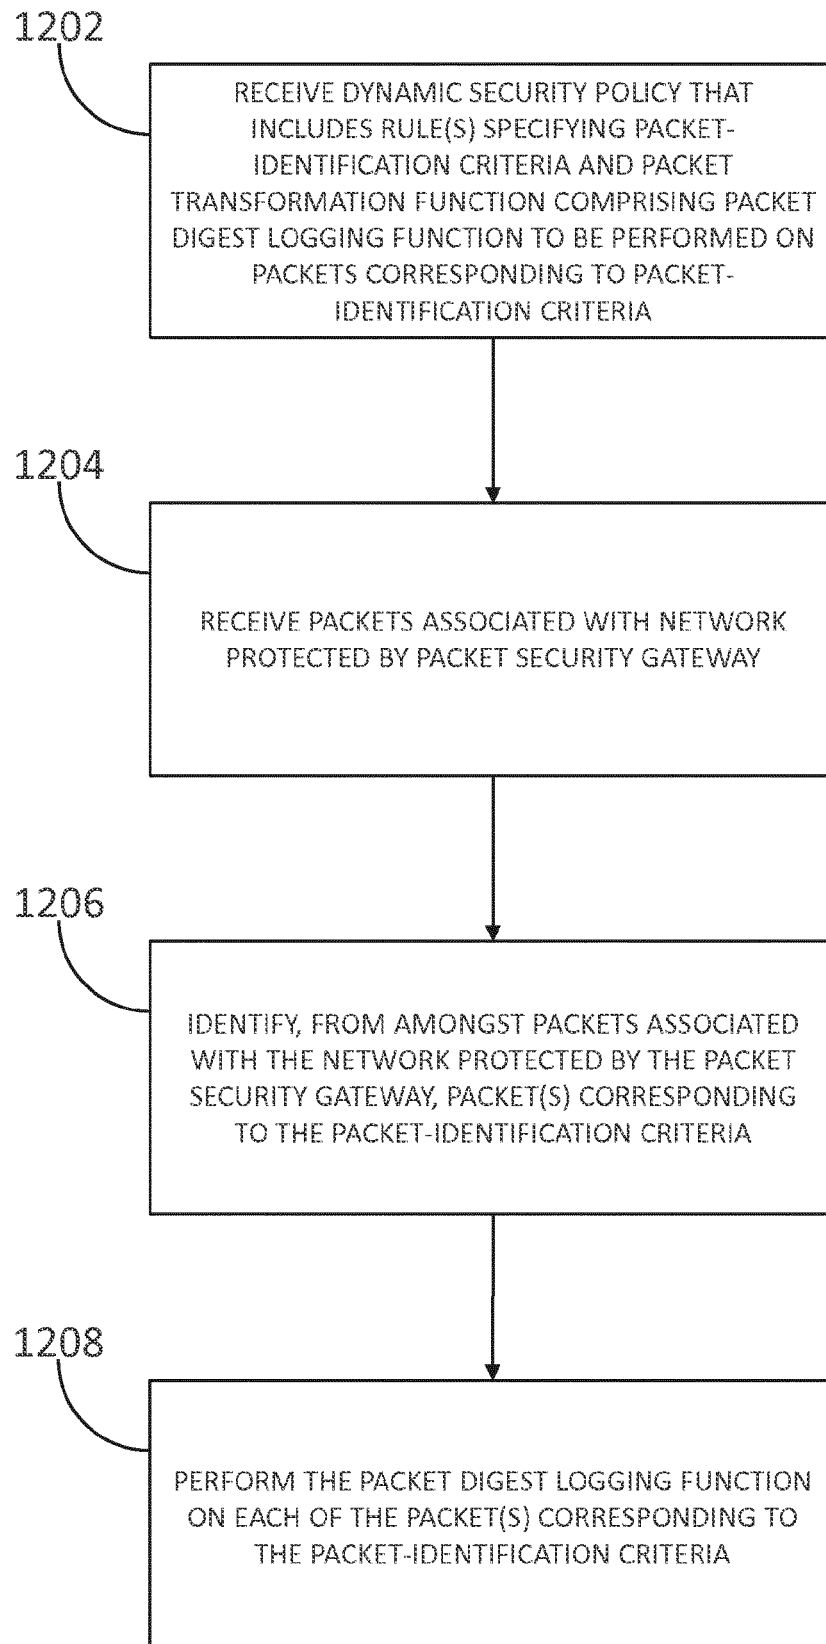 1202
RECEIVE DYNAMIC SECURITY POLICY THAT
INCLUDES RULE(S) SPECIFYING PACKET-
IDENTIFICATION CRITERIA AND PACKET
TRANSFORMATION FUNCTION COMPRISING PACKET
DIGEST LOGGING FUNCTION TO BE PERFORMED ON
PACKETS CORRESPONDING TO PACKET-
IDENTIFICATION CRITERIA
1204
RECEIVE PACKETS ASSOCIATED WITH NETWORK
PROTECTED BY PACKET SECURITY GATEWAY
1206
IDENTIFY, FROM AMONGST PACKETS ASSOCIATED
WITH THE NETWORK PROTECTED BY THE PACKET
SECURITY GATEWAY, PACKET(S) CORRESPONDING
TO THE PACKET-IDENTIFICATION CRITERIA
1208
PERFORM THE PACKET DIGEST LOGGING FUNCTION
ON EACH OF THE PACKET(S) CORRESPONDING TO
THE PACKET-IDENTIFICATION CRITERIA